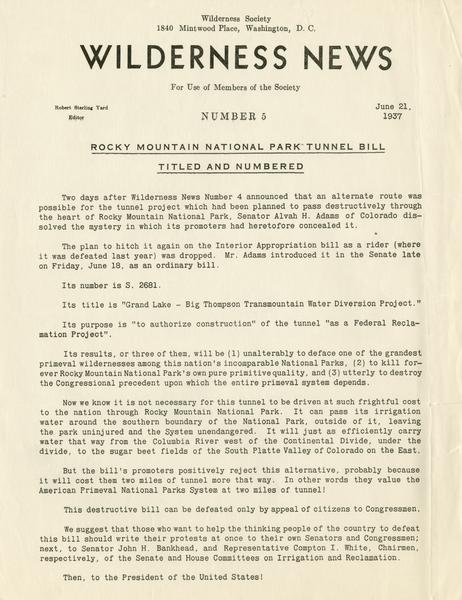 Wilderness Society
1840 Mintwood Place, Washington, D. C.
WILDERNESS NEWS
For Use of Members of the Society
Robert Sterling Yard
Editor
NUMBER 5
June 21,
1937
ROCKY MOUNTAIN NATIONAL PARK TUNNEL BILL
TITLED AND NUMBERED
Two days after Wilderness News Number 4 announced that an alternate route was
possible for the tunnel project which had been planned to pass destructively through
the heart of Rocky Mountain National Park, Senator Alvah H. Adams of Colorado dis-
solved the mystery in which its promoters had heretofore concealed it.
The plan to hitch it again on the Interior Appropriation bill as a rider (where
it was defeated last year) was dropped. Mr. Adams introduced it in the Senate late
on Friday, June 18, as an ordinary bill.
Its number is S. 2681.
Its title is "Grand Lake - Big Thompson Transmountain Water Diversion Project."
Its purpose is "to authorize construction" of the tunnel "as a Federal Recla-
mation Project".
Its results, or three of them, will be (1) unalterably to deface one of the grandest
primeval wildernesses among this nation's incomparable National Parks, (2) to kill for-
ever Rocky Mountain National Park's own pure primitive quality, and (3) utterly to destroy
the Congressional precedent upon which the entire primeval system depends.
Now we know it is not necessary for this tunnel to be driven at such frightful cost
to the nation through Rocky Mountain National Park. It can pass its irrigation
water around the southern boundary of the National Park, outside of it, leaving
the park uninjured and the System unendangered. It will just as efficiently carry
water that way from the Columbia River west of the Continental Divide, under the
divide, to the sugar beet fields of the South Platte Valley of Colorado on the East.
But the bill's promoters positively reject this alternative, probably because
it will cost them two miles of tunnel more that way. In other words they value the
American Primeval National Parks System at two miles of tunnel!
This destructive bill can be defeated only by appeal of citizens to Congressmen.
We suggest that those who want to help the thinking people of the country to defeat
this bill should write their protests at once to their own Senators and Congressmen;
next, to Senator John H. Bankhead, and Representative Compton I. White, Chairmen,
respectively, of the Senate and House Committees on Irrigation and Reclamation.
Then, to the President of the United States!